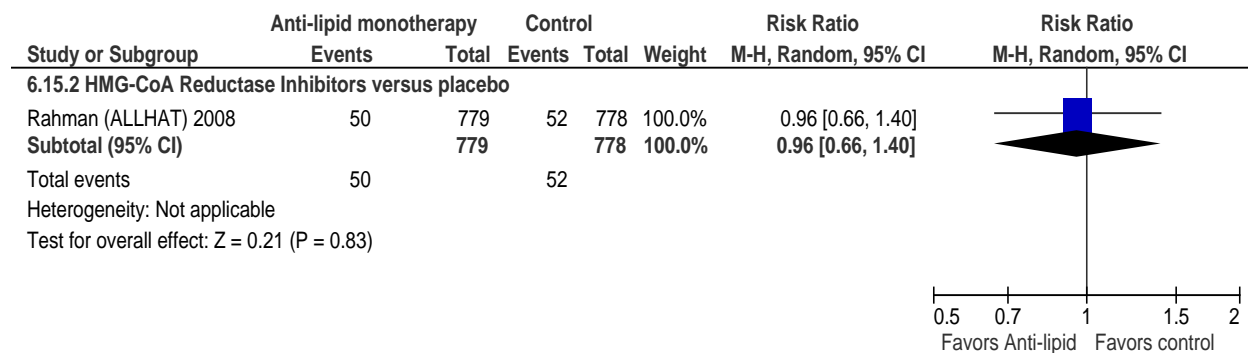 Anti-lipid monotherapy Control Risk Ratio Risk Ratio
Study or Subgroup Events Total Events Total Weight M-H, Random, 95% CI M-H, Random, 95% CI
6.15.2 HMG-CoA Reductase Inhibitors versus placebo
Rahman (ALLHAT) 2008 50 779 52 778 100.0% 0.96 [0.66, 1.40]
Subtotal (95% CI) 779 778 100.0% 0.96 [0.66, 1.40]
Total events 50 52
Heterogeneity: Not applicable
Test for overall effect: Z = 0.21 (P = 0.83)
0.5 0.7 1 1.5 2
Favors Anti-lipid Favors control